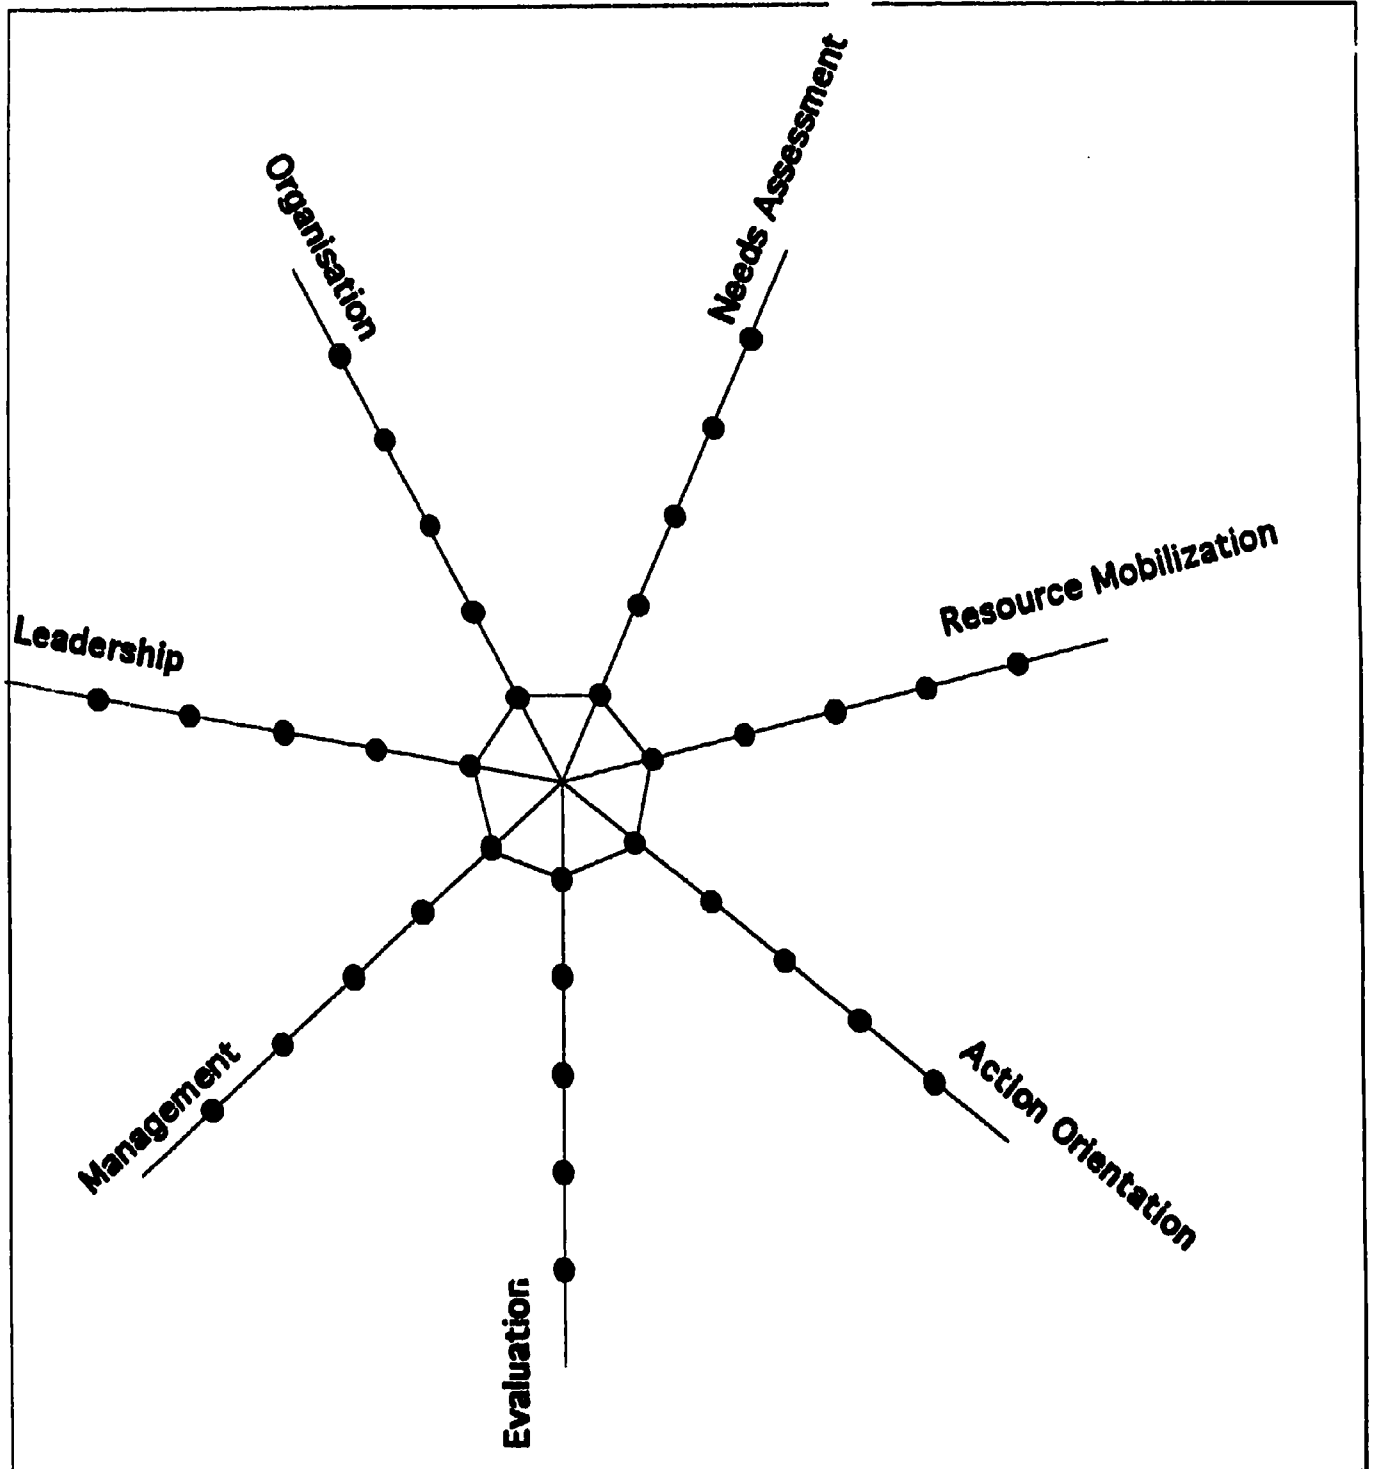 Needs Assessment
Organisation
Resource Mobilization
Leadership
Action Orientation
Management
Evaluation